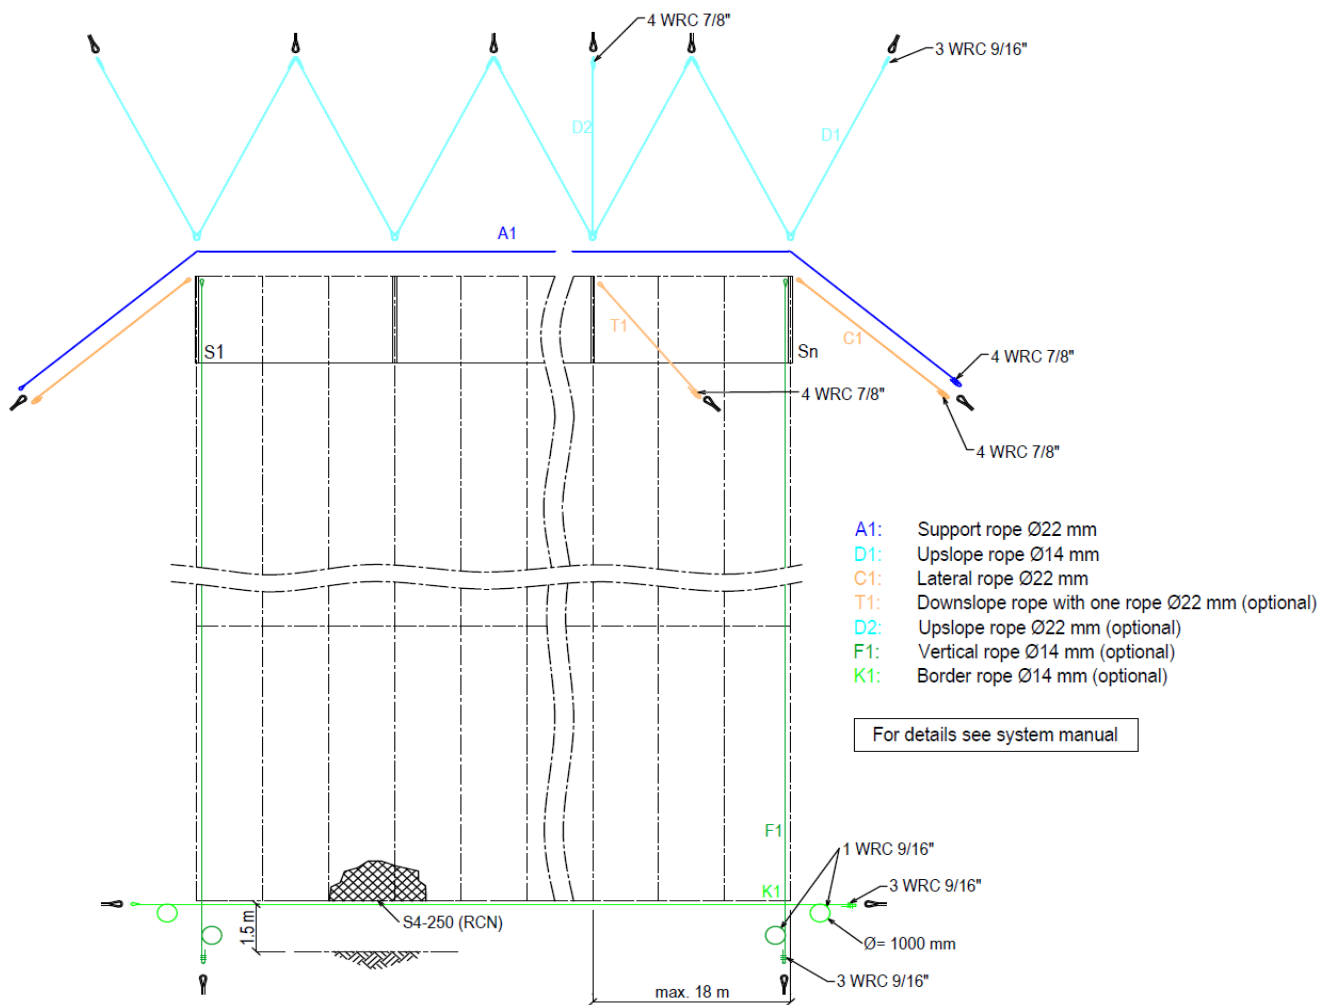 4 WRC 7/8"
3 WRC 9/16"
D2
D1
A1
T1
C1
S1
Sn
4 WRC 7/8"
4 WRC 7/8"
4 WRC 7/8"
A1: Support rope Ø22 mm
D1: Upslope rope Ø14 mm
C1: Lateral rope Ø22 mm
T1: Downslope rope with one rope Ø22 mm (optional)
D2: Upslope rope Ø22 mm (optional)
F1: Vertical rope Ø14 mm (optional)
K1: Border rope Ø14 mm (optional)
For details see system manual
F1
1 WRC 9/16"
K1
3 WRC 9/16"
S4-250 (RCN)
1.5 m
Ø= 1000 mm
3 WRC 9/16"
max. 18 m